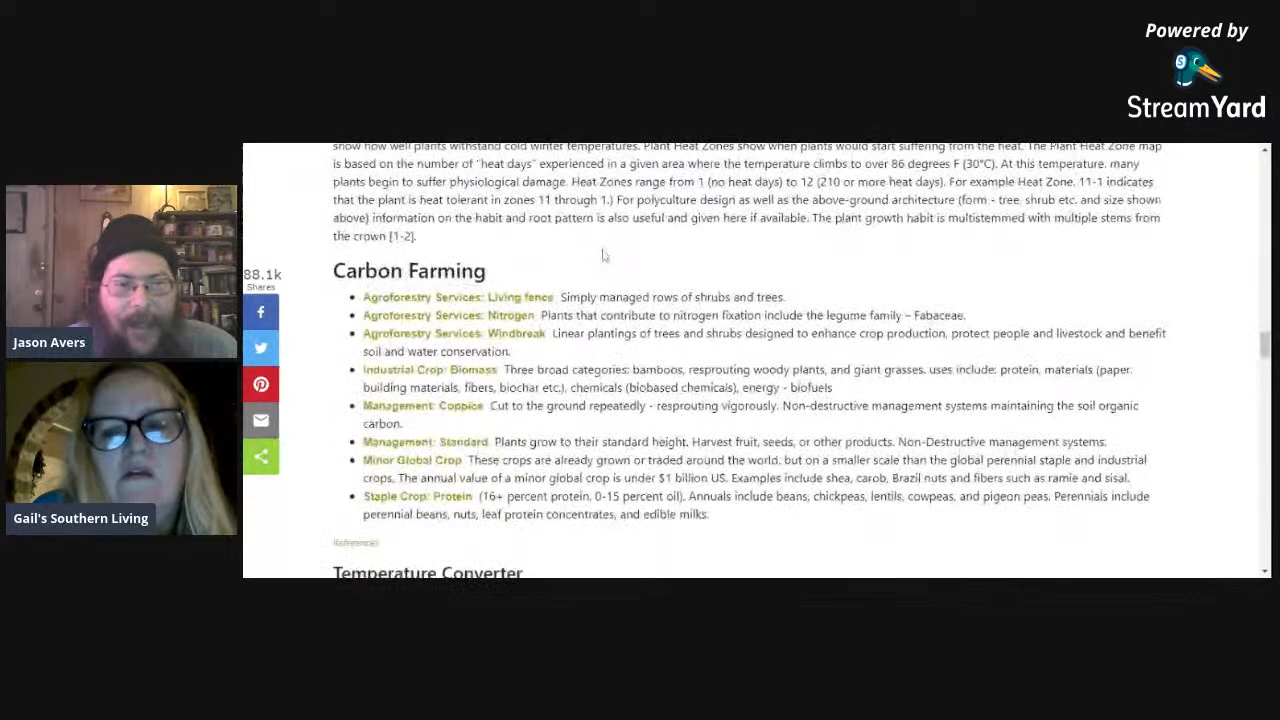 Powered by
StreamYard
show how well plants withstand cold winter temperatures. Plant Heat Zones show when plants would start suffering from the heat. The Plant Heat Zone map
is based on the number of "heat days" experienced in a given area where the temperature climbs to over 86 degrees F (30°C). At this temperature, many
plants begin to suffer physiological damage. Heat Zones range from 1 (no heat days) to 12 (210 or more heat days). For example Heat Zone. 11-1 indicates
that the plant is heat tolerant in zones 11 through 1.) For polyculture design as well as the above-ground architecture (form - tree, shrub etc. and size shown
above) information on the habit and root pattern is also useful and given here if available. The plant growth habit is multistemmed with multiple stems from
the crown [1-2].
88.1k
Shares
Carbon Farming
Agroforestry Services: Living fence Simply managed rows of shrubs and trees.
Agroforestry Services: Nitrogen Plants that contribute to nitrogen fixation include the legume family – Fabaceae.
Agroforestry Services: Windbreak Linear plantings of trees and shrubs designed to enhance crop production, protect people and livestock and benefit
soil and water conservation.
Industrial Crop: Biomass Three broad categories: bamboos, resprouting woody plants, and giant grasses. uses include: protein, materials (paper,
building materials, fibers, biochar etc.), chemicals (biobased chemicals), energy - biofuels
Management: Coppice Cut to the ground repeatedly - resprouting vigorously. Non-destructive management systems maintaining the soil organic
carbon.
Management: Standard Plants grow to their standard height. Harvest fruit, seeds, or other products. Non-Destructive management systems.
Minor Global Crop These crops are already grown or traded around the world, but on a smaller scale than the global perennial staple and industrial
crops, The annual value of a minor global crop is under $1 billion US. Examples include shea, carob, Brazil nuts and fibers such as ramie and sisal.
Staple Crop: Protein (16+ percent protein, 0-15 percent oil). Annuals include beans, chickpeas, lentils, cowpeas, and pigeon peas. Perennials include
perennial beans, nuts, leaf protein concentrates, and edible milks.
References
Temperature Converter
Jason Avers
Gail's Southern Living